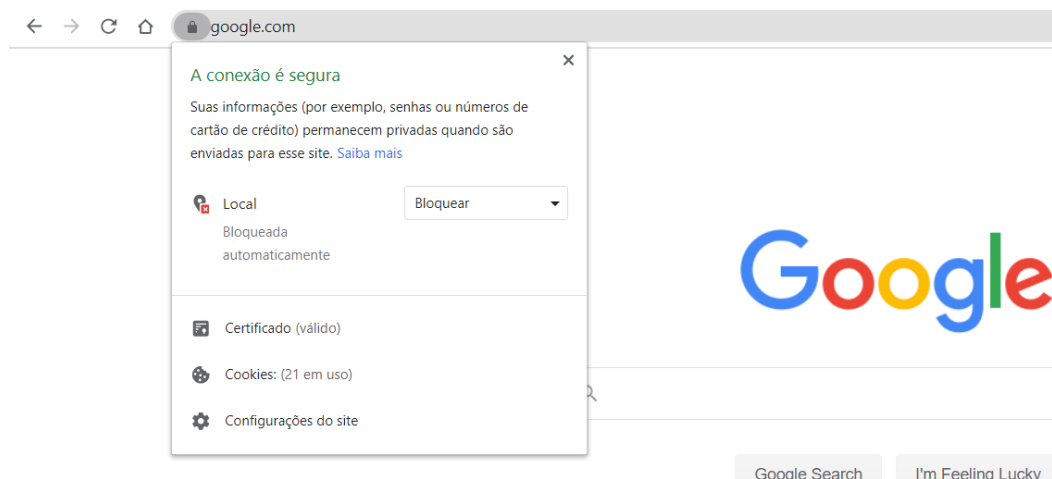 google.com
A conexão é segura
Suas informações (por exemplo, senhas ou números de
cartão de crédito) permanecem privadas quando são
enviadas para esse site. Saiba mais
Local
Bloquear
Bloqueada
automaticamente
Certificado (válido)
Cookies: (21 em uso)
Configurações do site
Google
Google Search
I'm Feeling Lucky